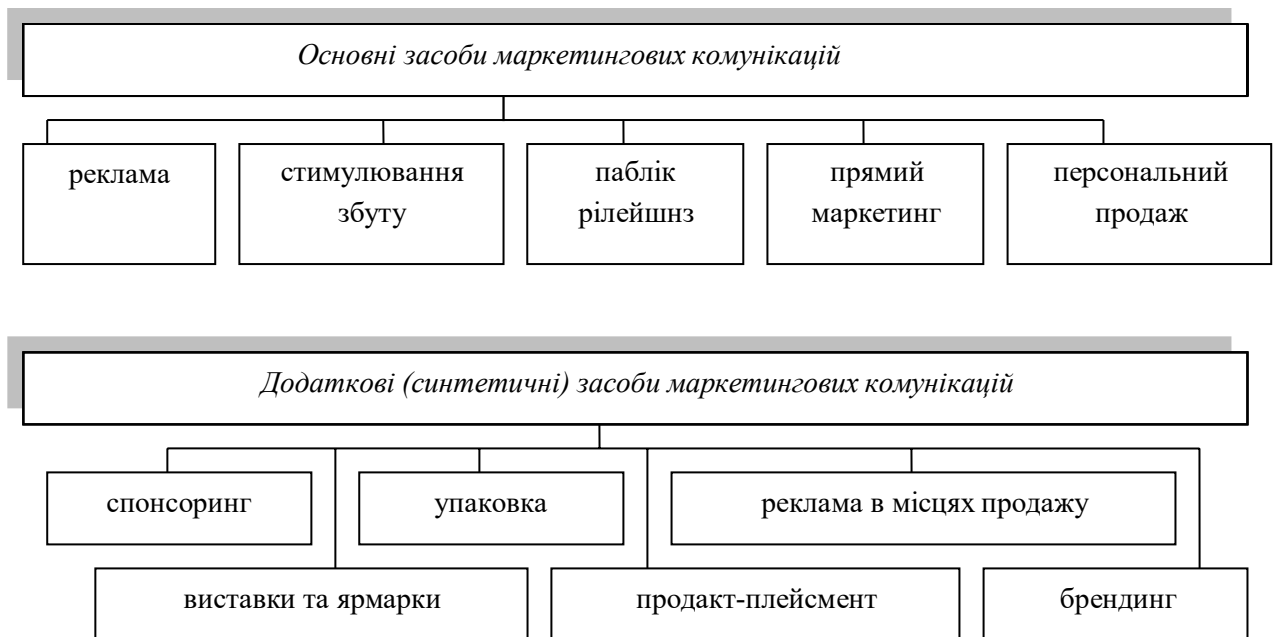 Основні засоби маркетингових комунікацій
реклама
стимулювання
збуту
паблік
рілейшнз
прямий
маркетинг
персональний
продаж
Додаткові (синтетичні) засоби маркетингових комунікацій
спонсоринг
упаковка
реклама в місцях продажу
виставки та ярмарки
продакт-плейсмент
брендинг